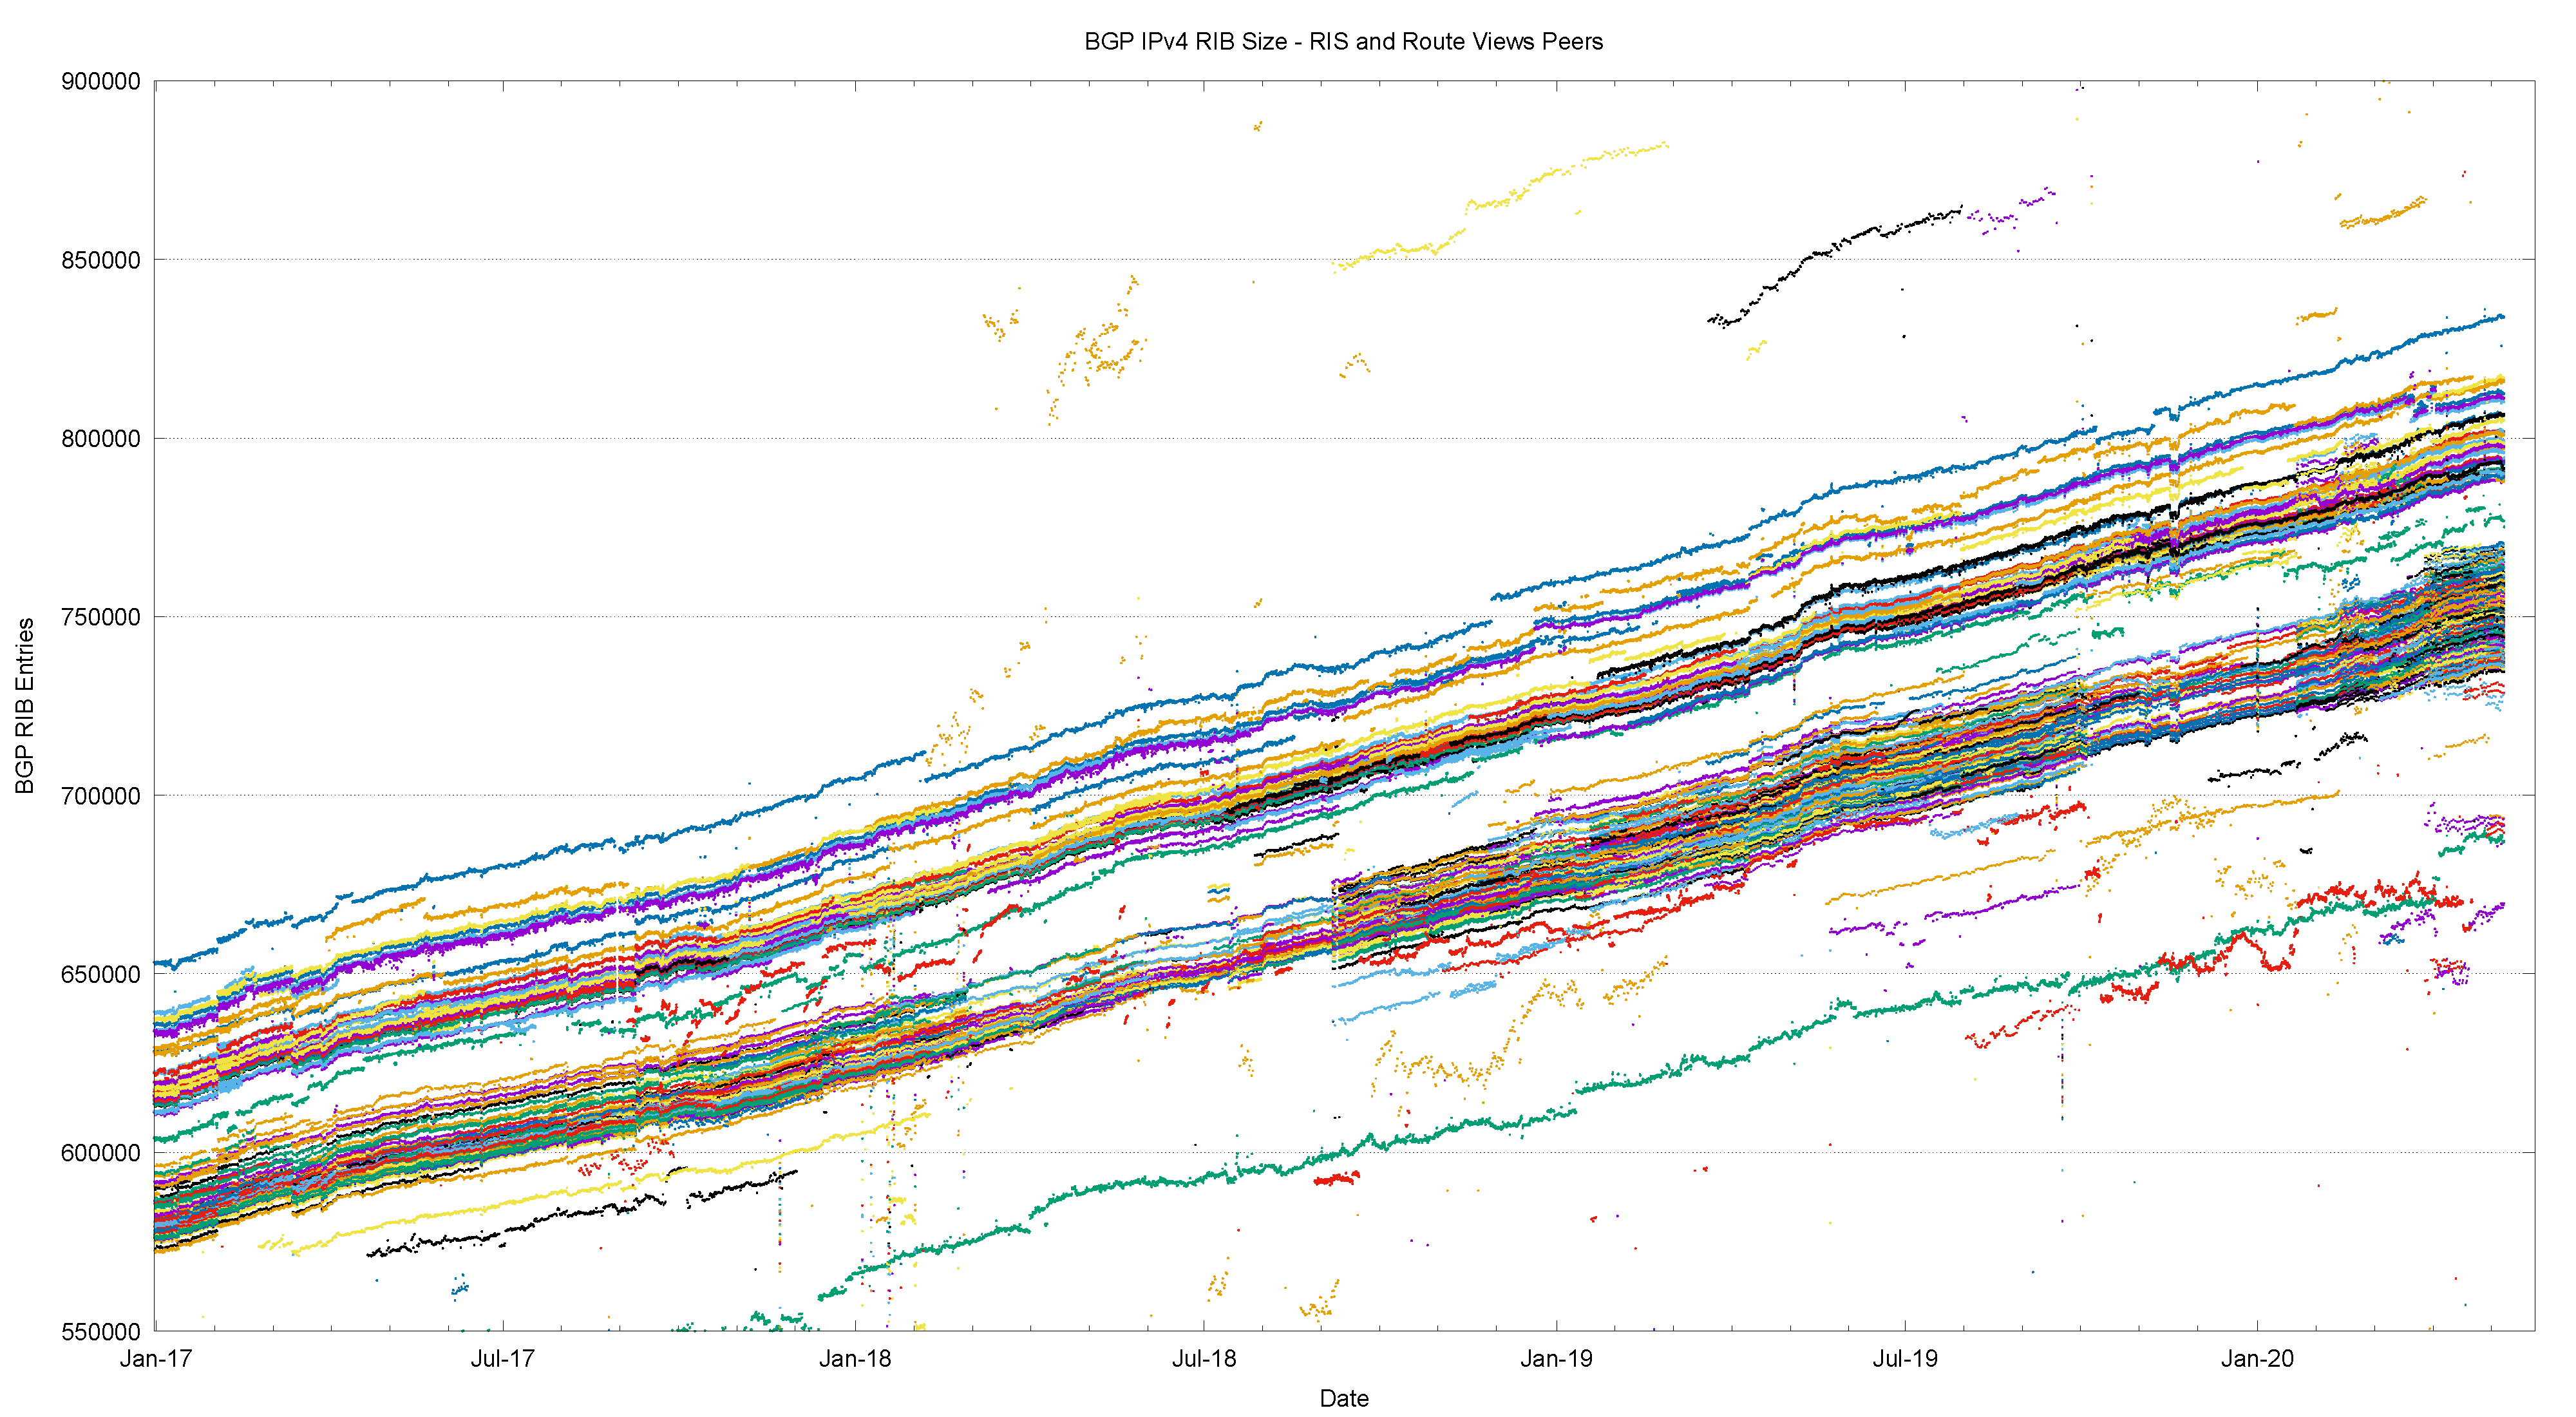 BGP IPv4 RIB Size - RIS and Route Views Peers
900000
850000
800000
750000
700000
650000
600000
550000
BGP RIB Entries
Jan-17 Jul-17 Jan-18 Jul-18 Jan-19 Jul-19 Jan-20
Date